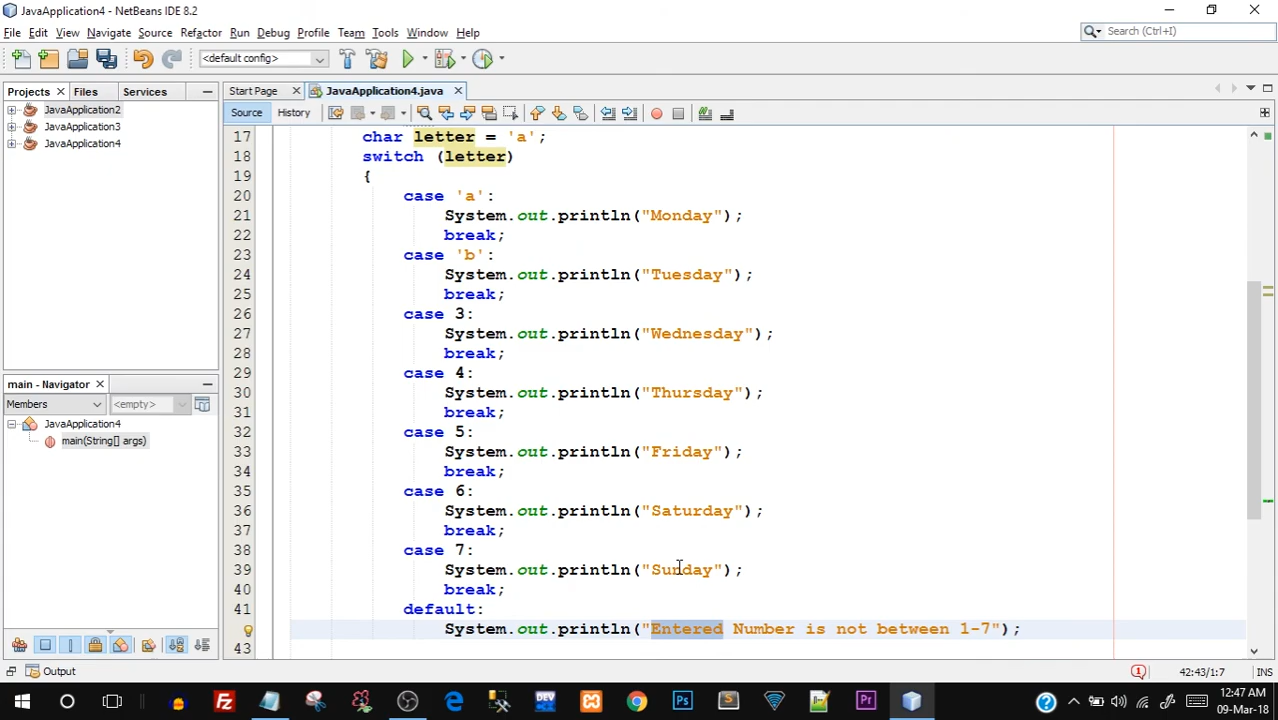 JavaApplication4 - NetBeans IDE 8.2
File Edit View Navigate Source Refactor Run Debug Profile Team Tools Window Help
Search (Ctrl+I)
<default config>
Projects Files Services
Start Page JavaApplication4.java
JavaApplication2
JavaApplication3
JavaApplication4
Source History
17 char letter = 'a';
18 switch (letter)
19 {
20 case 'a':
21 System.out.println("Monday");
22 break;
23 case 'b':
24 System.out.println("Tuesday");
25 break;
26 case 3:
27 System.out.println("Wednesday");
28 break;
29 case 4:
30 System.out.println("Thursday");
31 break;
32 case 5:
33 System.out.println("Friday");
34 break;
35 case 6:
36 System.out.println("Saturday");
37 break;
38 case 7:
39 System.out.println("Sunday");
40 break;
41 default:
System.out.println("Entered Number is not between 1-7");
43
main - Navigator
Members <empty>
JavaApplication4
main(String[] args)
Output
1 42:43/1:7 INS
12:47 AM
09-Mar-18